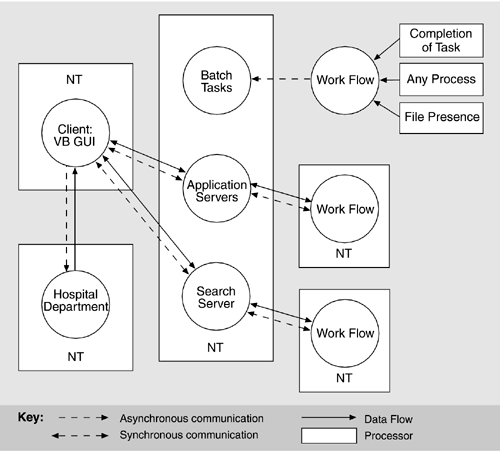 Completion
of Task
Any Process
File Presence
Work Flow
Batch
Tasks
NT
Client:
VB GUI
Application
Servers
Work Flow
NT
Hospital
Department
NT
Search
Server
NT
Work Flow
NT
Key:
Asynchronous communication
Data Flow
Synchronous communication
Processor